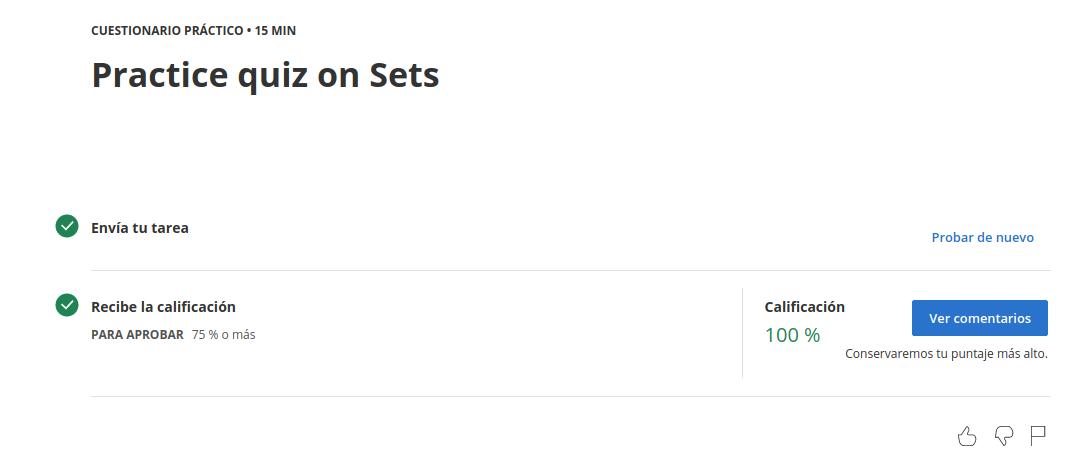 CUESTIONARIO PRÁCTICO • 15 MIN
Practice quiz on Sets
Envía tu tarea
Probar de nuevo
Recibe la calificación
PARA APROBAR 75 % o más
Calificación
100 %
Ver comentarios
Conservaremos tu puntaje más alto.